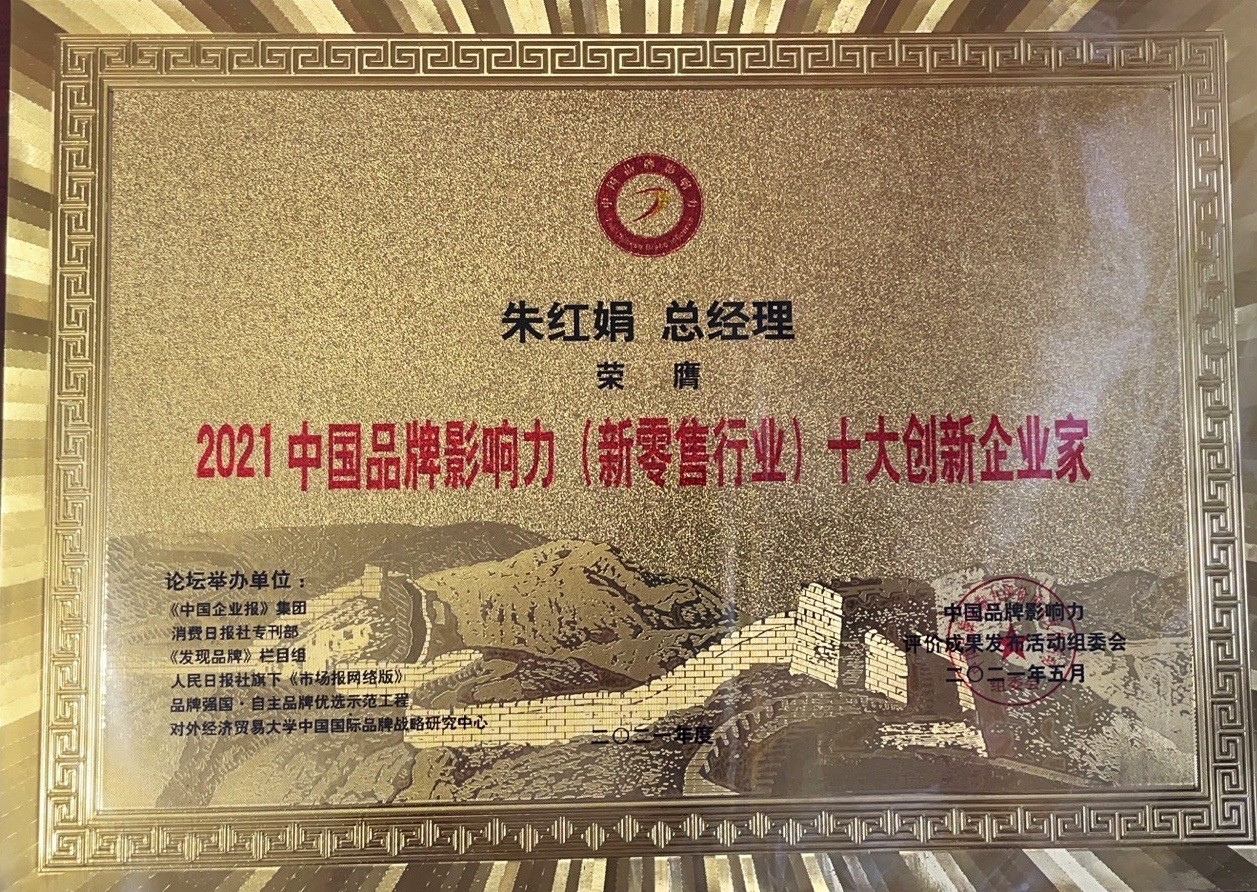 中国品牌影响力
朱红娟 总经理
荣 膺
2021 中国品牌影响力（新零售行业）十大创新企业家
论坛举办单位：
《中国企业报》集团
消费日报社专刊部
《发现品牌》栏目组
人民日报社旗下《市场报网络版》
品牌强国·自主品牌优选示范工程
对外经济贸易大学中国国际品牌战略研究中心
二〇二一年度
中国品牌影响力
评价成果发布活动组委会
二〇二一年五月